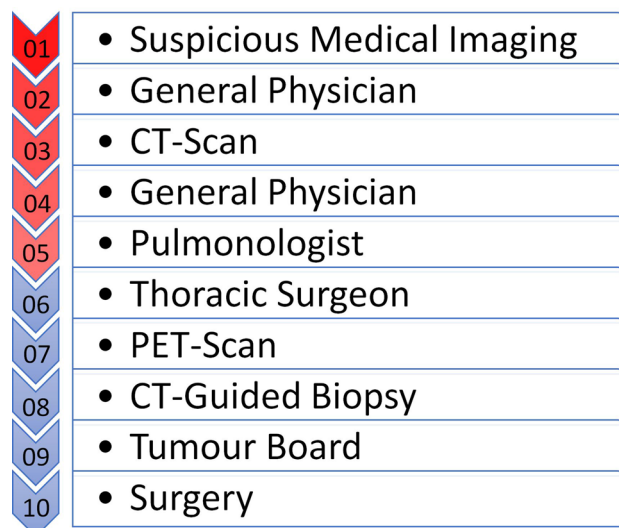 01 • Suspicious Medical Imaging
02 • General Physician
03 • CT-Scan
04 • General Physician
05 • Pulmonologist
06 • Thoracic Surgeon
07 • PET-Scan
08 • CT-Guided Biopsy
09 • Tumour Board
10 • Surgery